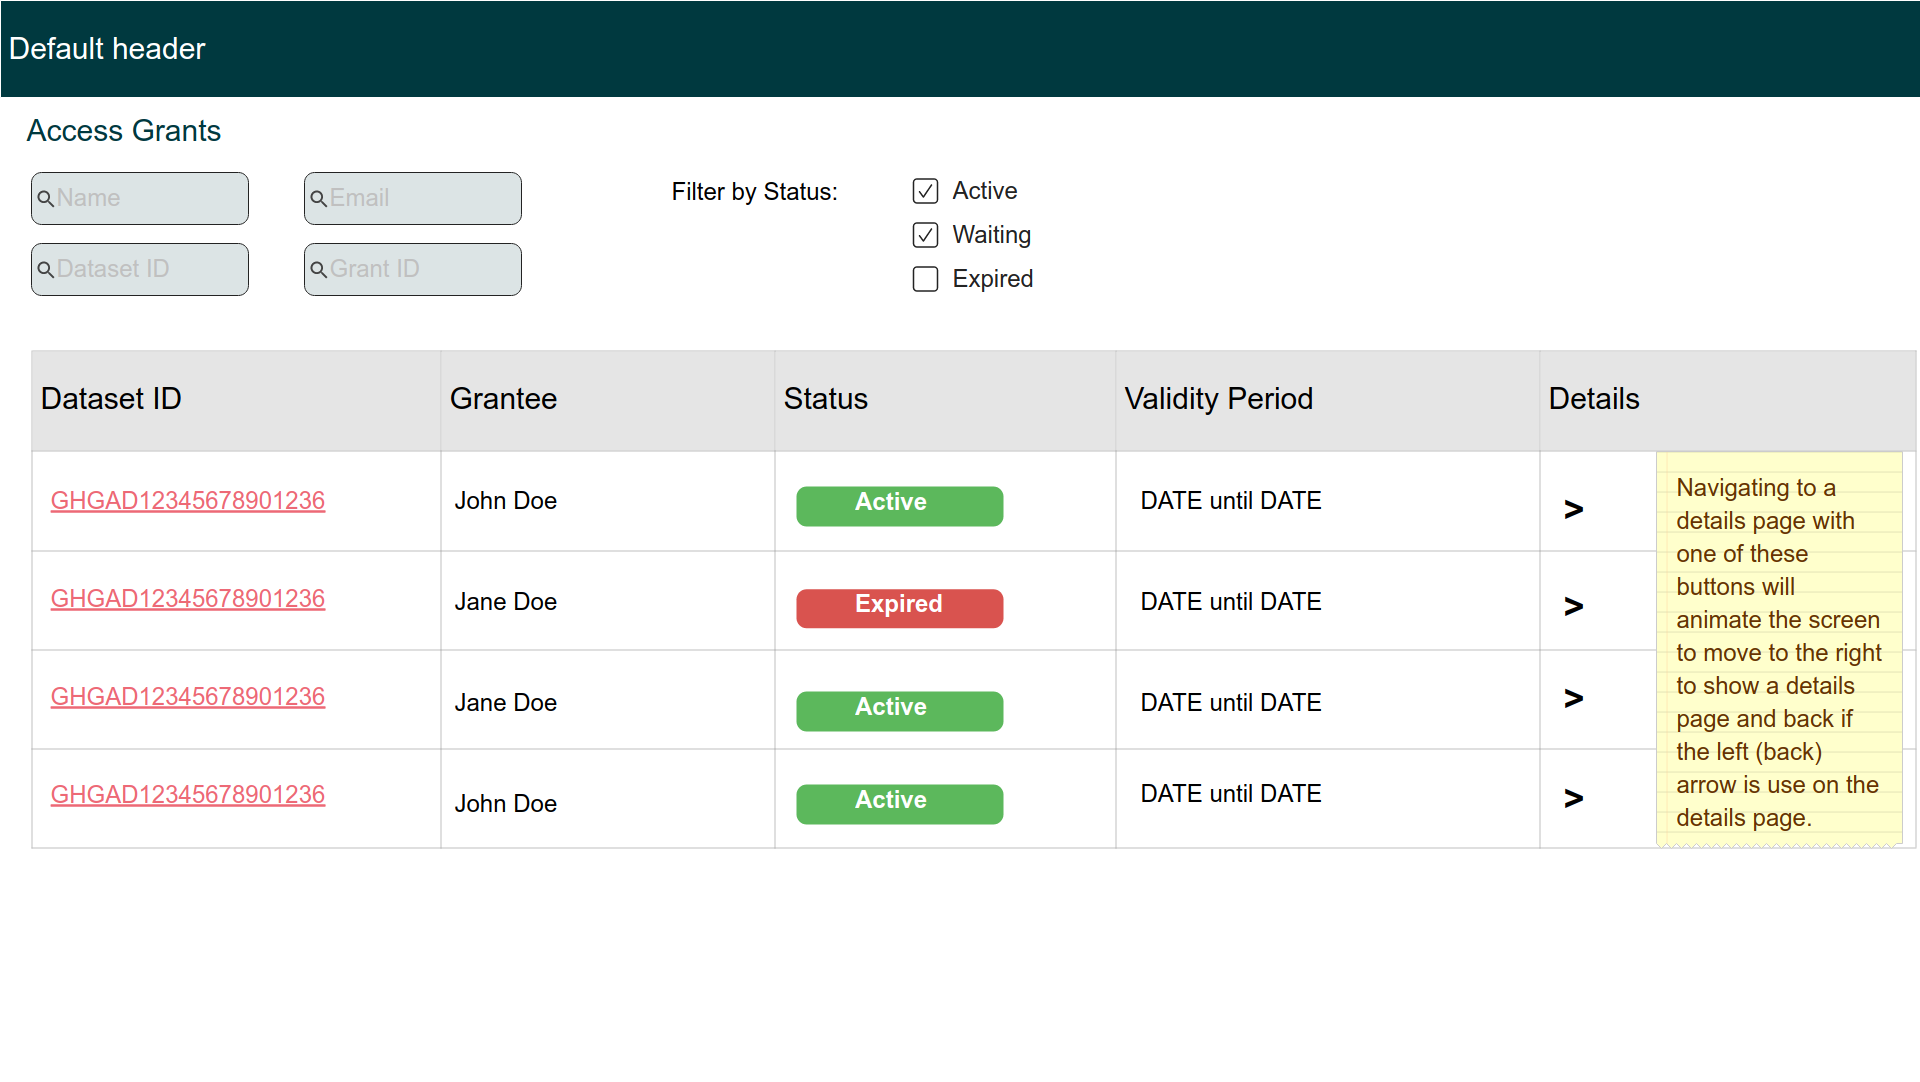 Default header
Access Grants
Name
Email
Filter by Status:
Active
Dataset ID
Grant ID
Waiting
Expired
Dataset ID
Grantee
Status
Validity Period
Details
GHGAD12345678901236
John Doe
Active
DATE until DATE
>
GHGAD12345678901236
Jane Doe
Expired
DATE until DATE
>
GHGAD12345678901236
Jane Doe
Active
DATE until DATE
>
GHGAD12345678901236
John Doe
Active
DATE until DATE
>
Navigating to a
details page with
one of these
buttons will
animate the screen
to move to the right
to show a details
page and back if
the left (back)
arrow is use on the
details page.